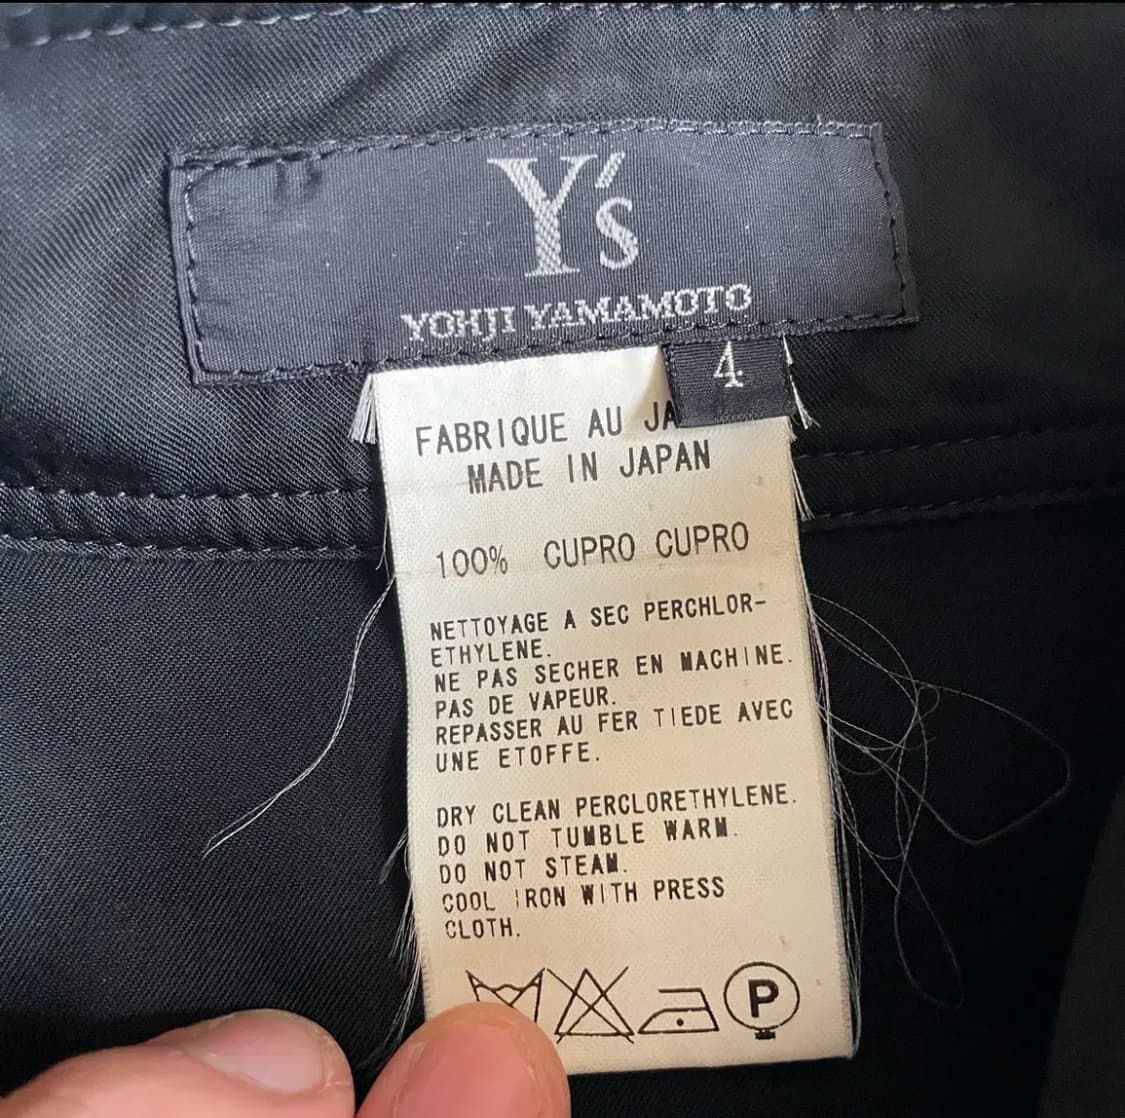 Y's
YOHJI YAMAMOTO
4
FABRIQUE AU JA
MADE IN JAPAN
100% CUPRO CUPRO
NETTOYAGE A SEC PERCHLOR-
ETHYLENE.
NE PAS SECHER EN MACHINE.
PAS DE VAPEUR.
REPASSER AU FER TIEDE AVEC
UNE ETOFFE.
DRY CLEAN PERCLORETHYLENE.
DO NOT TUMBLE WARM.
DO NOT STEAM.
COOL IRON WITH PRESS
CLOTH.
P